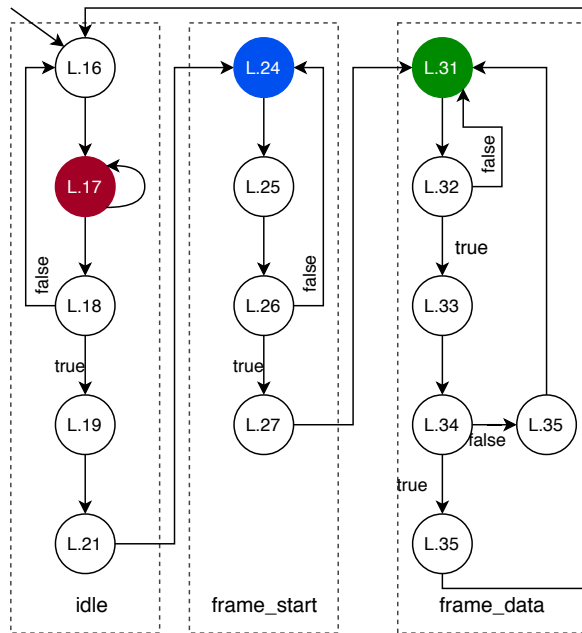 L.16
L.17
false
L.18
true
L.19
L.21
idle
L.24
L.25
false
L.26
true
L.27
frame_start
L.31
false
L.32
true
L.33
L.34
false
L.35
true
L.35
frame_data